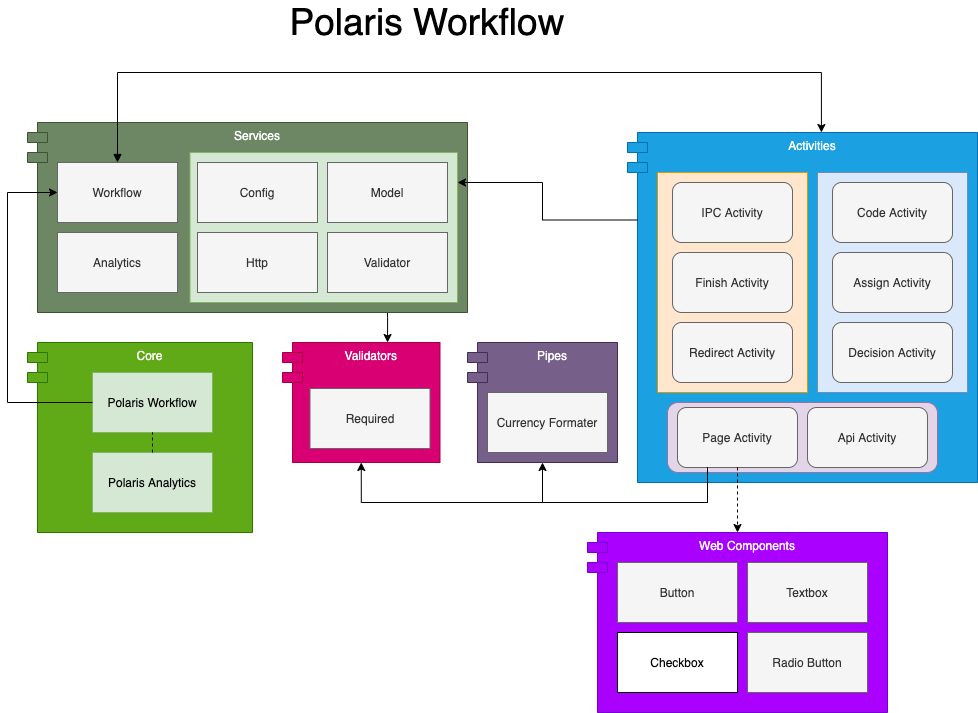 Polaris Workflow
Services
Workflow
Config
Model
Analytics
Http
Validator
Activities
IPC Activity
Code Activity
Finish Activity
Assign Activity
Redirect Activity
Decision Activity
Page Activity
Api Activity
Core
Polaris Workflow
Polaris Analytics
Validators
Required
Pipes
Currency Formater
Web Components
Button
Textbox
Checkbox
Radio Button